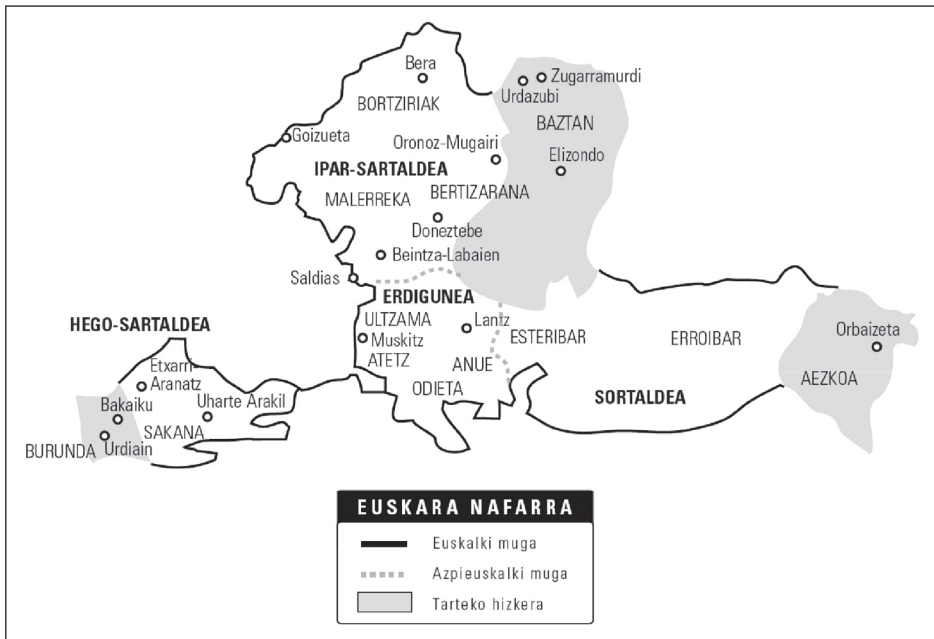 Bera
Zugarramurdi
Urdazubi
BORTZIRIAK
BAZTAN
Goizueta
Oronoz-Mugairi
Elizondo
IPAR-SARTALDEA
MALERREKA
BERTIZARANA
Doneztebe
Beintza-Labaien
Saldias
ERDIGUNEA
HEGO-SARTALDEA
ULTZAMA
Lantz
ESTERIBAR
ERROIBAR
Orbaizeta
Muskitz
ATETZ
ANUE
Etxarri-
Aranatz
ODIETA
SORTALDEA
AEZKOA
Bakaiku
Uharte Arakil
SAKANA
BURUNDA
Urdiain
EUSKARA NAFARRA
Euskalki muga
Azpieuskalki muga
Tarteko hizkera